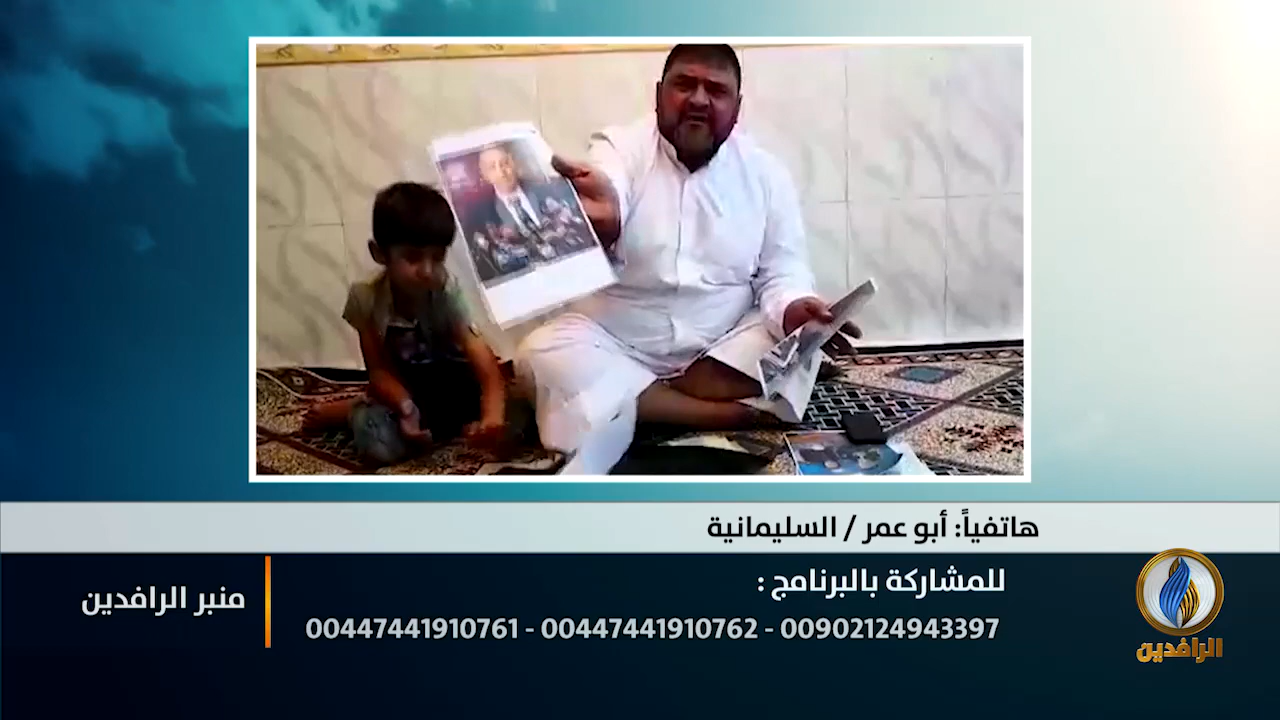 هاتفياً: أبو عمر / السليمانية
للمشاركة بالبرنامج :
00447441910761 - 00447441910762 - 00902124943397
منبر الرافدين
الرافدين